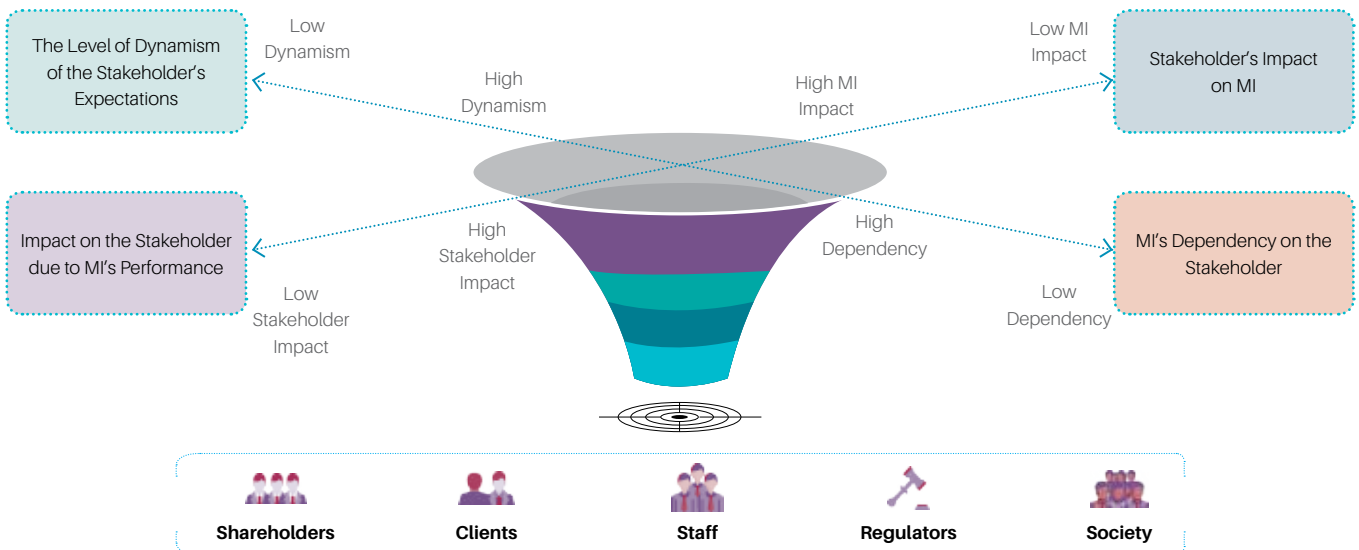 The Level of Dynamism
of the Stakeholder's
Expectations
Low
Dynamism
High
Dynamism
High MI
Impact
Low MI
Impact
Stakeholder's Impact
on MI
Impact on the Stakeholder
due to MI's Performance
Low
Stakeholder
Impact
High
Stakeholder
Impact
High
Dependency
Low
Dependency
MI's Dependency on the
Stakeholder
Shareholders
Clients
Staff
Regulators
Society